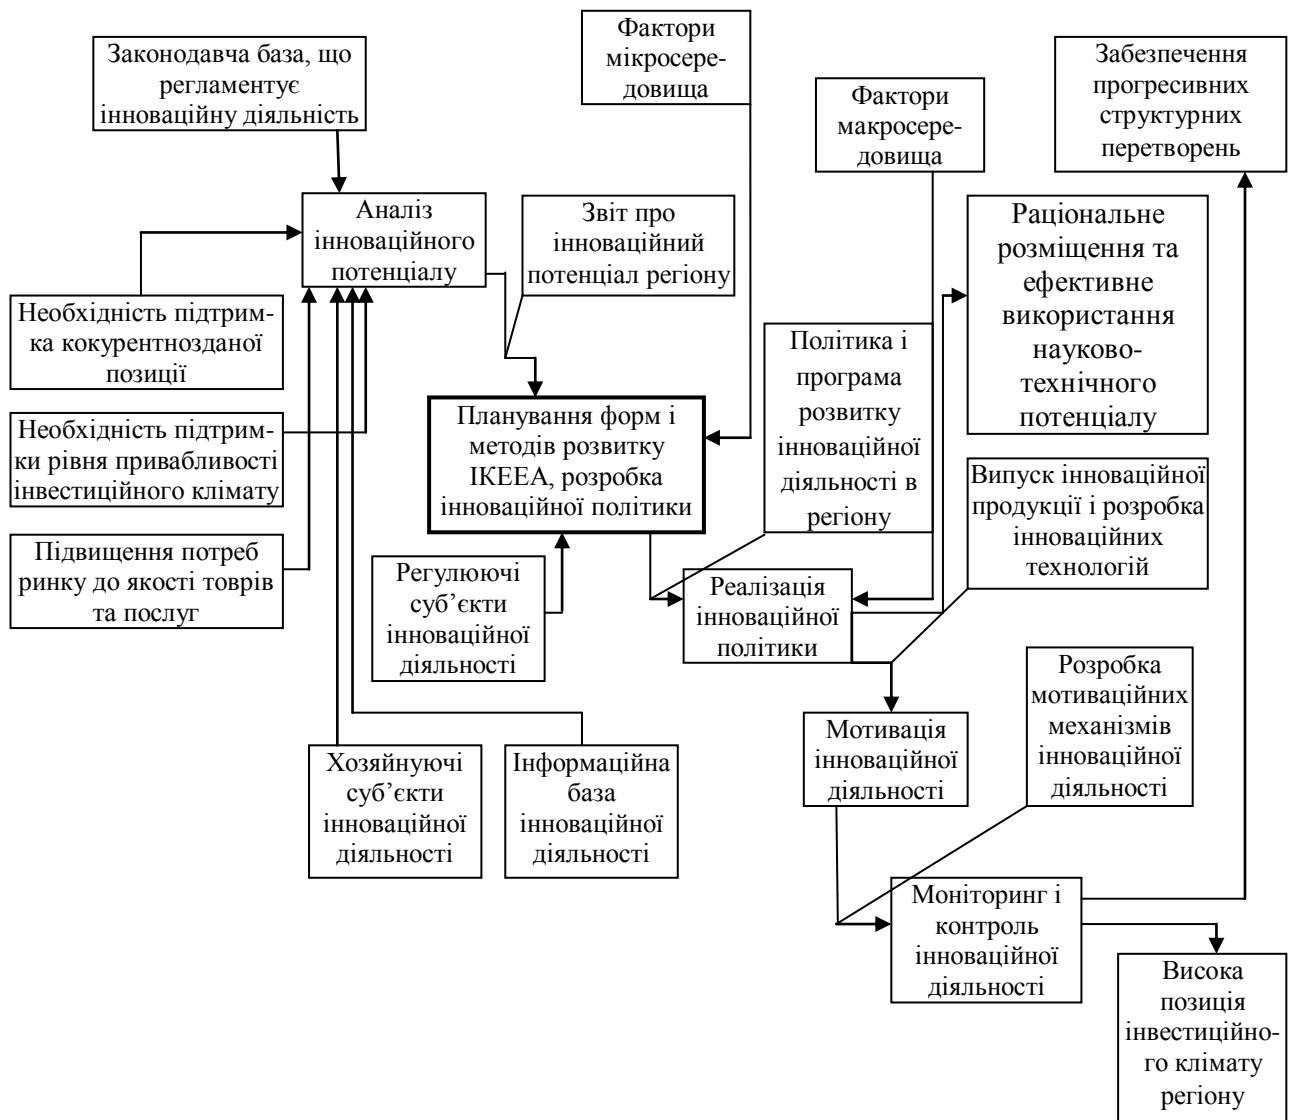 Законодавча база, що
регламентує
інноваційну діяльність
Фактори
мікросере-
довища
Фактори
макросере-
довища
Забезпечення
прогресивних
структурних
перетворень
Аналіз
інноваційного
потенціалу
Звіт про
інноваційний
потенціал регіону
Раціональне
розміщення та
ефективне
використання
науково-
технічного
потенціалу
Необхідність підтрим-
ка кокурентнозданої
позиції
Політика і
програма
розвитку
інноваційної
діяльності в
регіону
Необхідність підтрим-
ки рівня привабливості
інвестиційного клімату
Планування форм і
методів розвитку
ІКЕЕА, розробка
інноваційної політики
Випуск інноваційної
продукції і розробка
інноваційних
технологій
Підвищення потреб
ринку до якості товрів
та послуг
Регулюючі
суб’єкти
інноваційної
діяльності
Реалізація
інноваційної
політики
Розробка
мотиваційних
механізмів
інноваційної
діяльності
Хозяйнуючі
суб’єкти
інноваційної
діяльності
Інформаційна
база
інноваційної
діяльності
Мотивація
інноваційної
діяльності
Моніторинг і
контроль
інноваційної
діяльності
Висока
позиція
інвестиційно-
го клімату
регіону